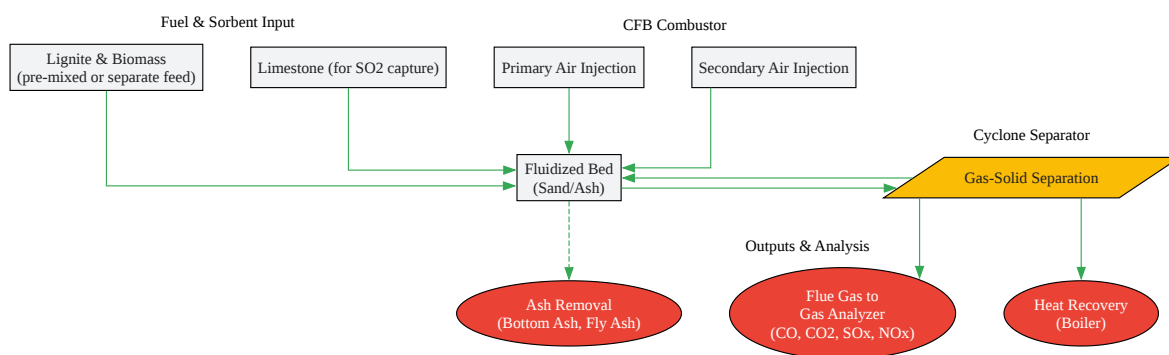 Fuel & Sorbent Input
CFB Combustor
Lignite & Biomass
(pre-mixed or separate feed)
Limestone (for SO2 capture)
Primary Air Injection
Secondary Air Injection
Cyclone Separator
Fluidized Bed
(Sand/Ash)
Gas-Solid Separation
Outputs & Analysis
Ash Removal
(Bottom Ash, Fly Ash)
Flue Gas to
Gas Analyzer
(CO, CO2, SOx, NOx)
Heat Recovery
(Boiler)